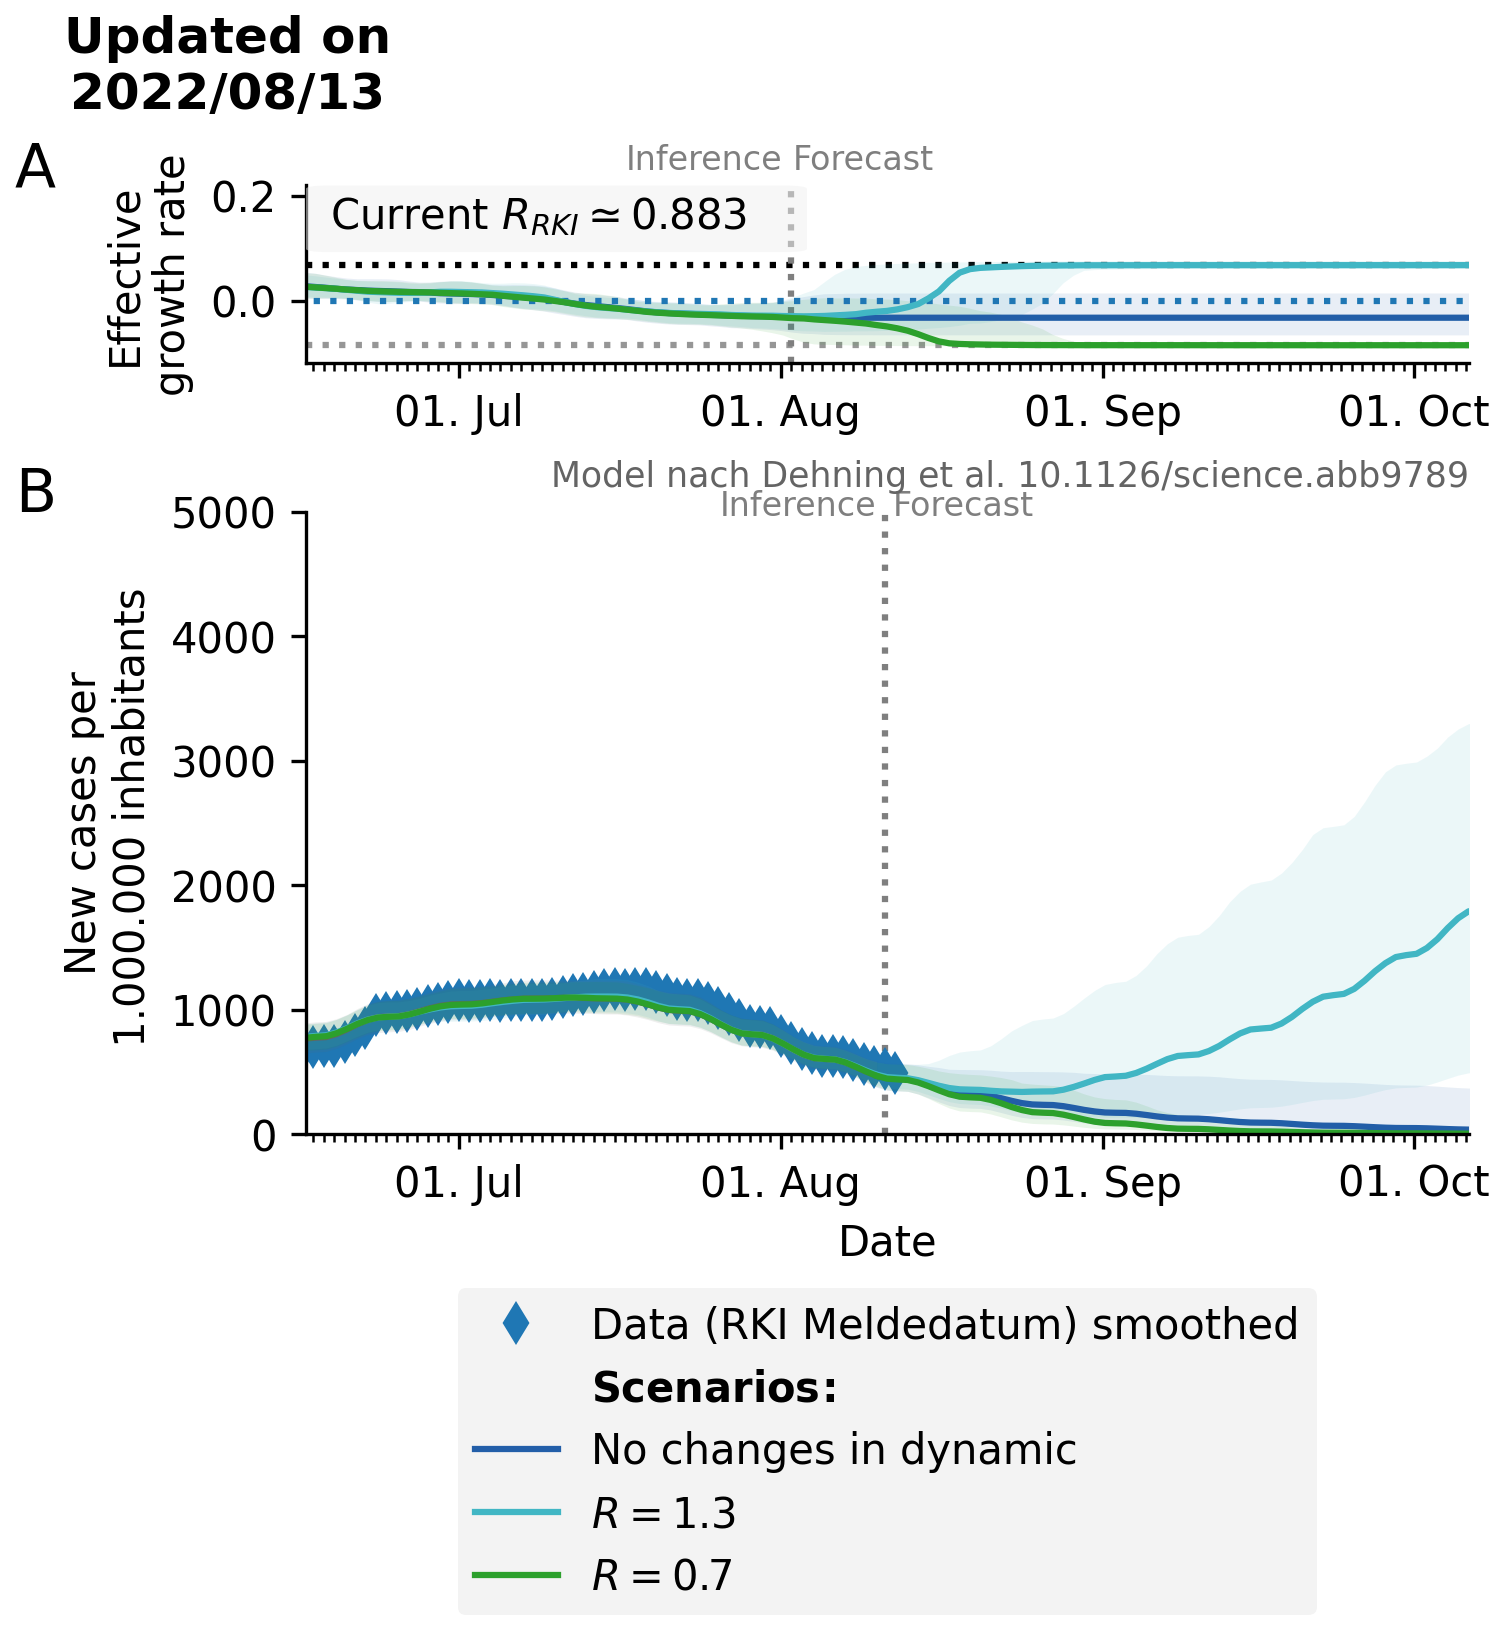 Updated on
2022/08/13
A
Inference Forecast
Effective
growth rate
0.2
Current R_RKI ≃ 0.883
0.0
01. Jul
01. Aug
01. Sep
01. Oct
B
Model nach Dehning et al. 10.1126/science.abb9789
Inference Forecast
New cases per
1.000.000 inhabitants
5000
4000
3000
2000
1000
0
01. Jul
01. Aug
01. Sep
01. Oct
Date
Data (RKI Meldedatum) smoothed
Scenarios:
No changes in dynamic
R = 1.3
R = 0.7